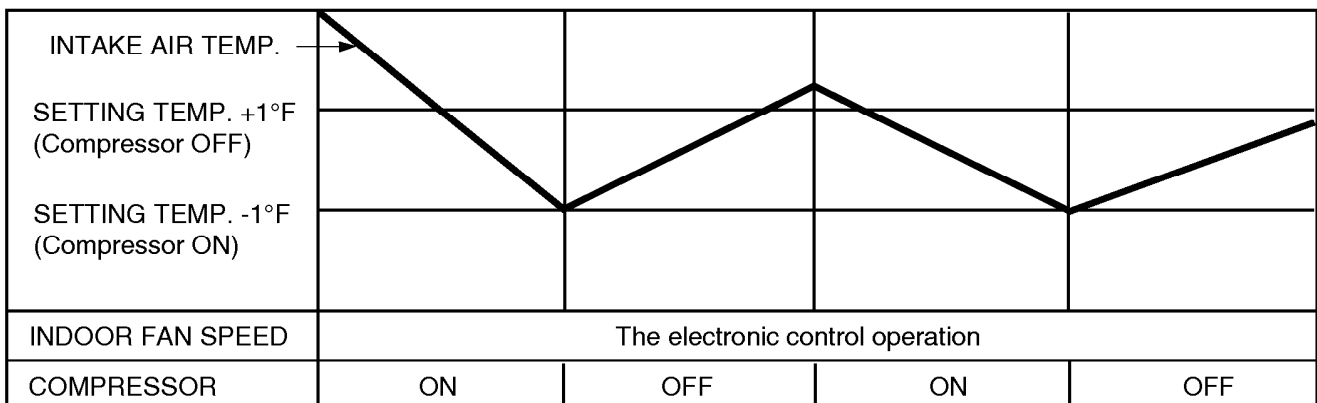 INTAKE AIR TEMP.
SETTING TEMP. +1°F
(Compressor OFF)
SETTING TEMP. -1°F
(Compressor ON)
INDOOR FAN SPEED
The electronic control operation
COMPRESSOR
ON
OFF
ON
OFF